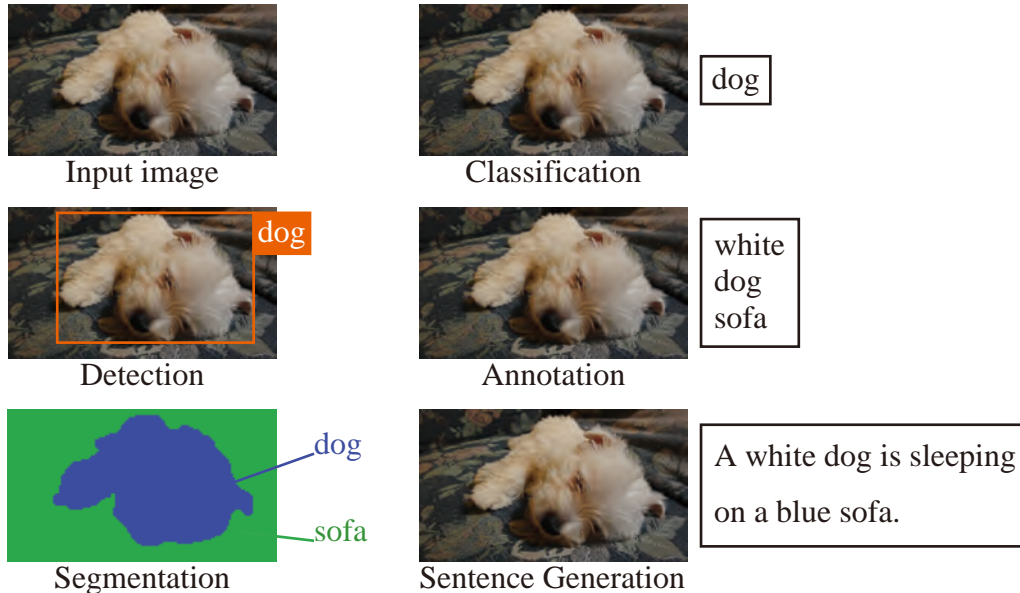 dog
Input image
Classification
dog
white
dog
sofa
Detection
Annotation
dog
sofa
A white dog is sleeping
on a blue sofa.
Segmentation
Sentence Generation